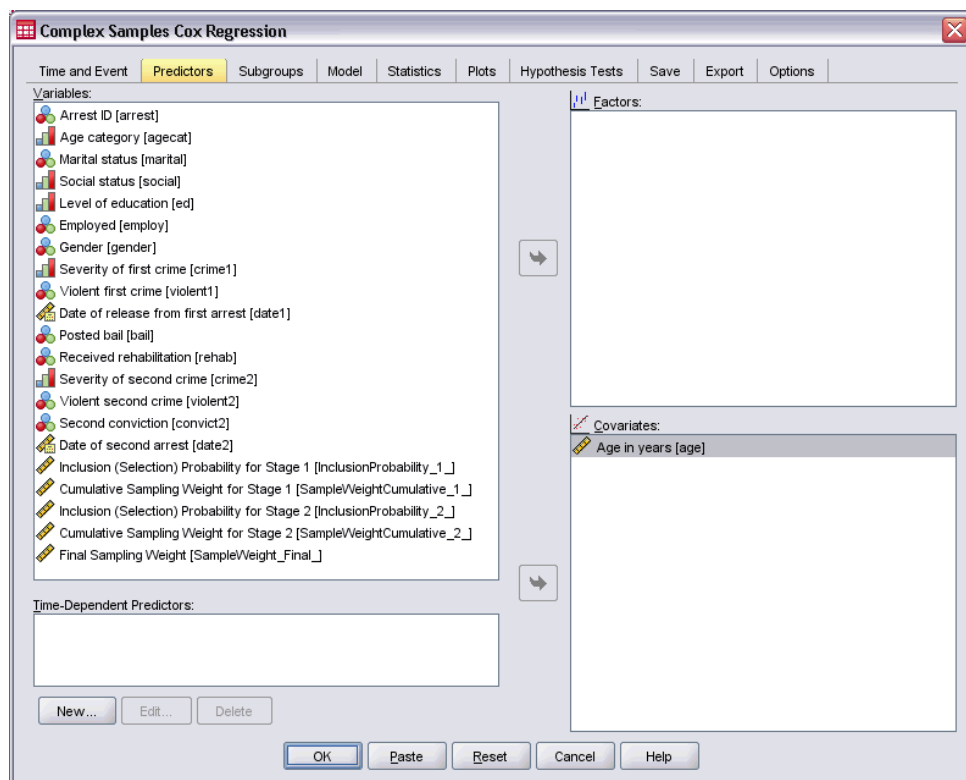 Complex Samples Cox Regression
Time and Event Predictors Subgroups Model Statistics Plots Hypothesis Tests Save Export Options
Variables:
Arrest ID [arrest]
Age category [agecat]
Marital status [marital]
Social status [social]
Level of education [ed]
Employed [employ]
Gender [gender]
Severity of first crime [crime1]
Violent first crime [violent1]
Date of release from first arrest [date1]
Posted bail [bail]
Received rehabilitation [rehab]
Severity of second crime [crime2]
Violent second crime [violent2]
Second conviction [convict2]
Date of second arrest [date2]
Inclusion (Selection) Probability for Stage 1 [InclusionProbability_1_]
Cumulative Sampling Weight for Stage 1 [SampleWeightCumulative_1_]
Inclusion (Selection) Probability for Stage 2 [InclusionProbability_2_]
Cumulative Sampling Weight for Stage 2 [SampleWeightCumulative_2_]
Final Sampling Weight [SampleWeight_Final_]
Time-Dependent Predictors:
New... Edit... Delete
Factors:
Covariates:
Age in years [age]
OK Paste Reset Cancel Help